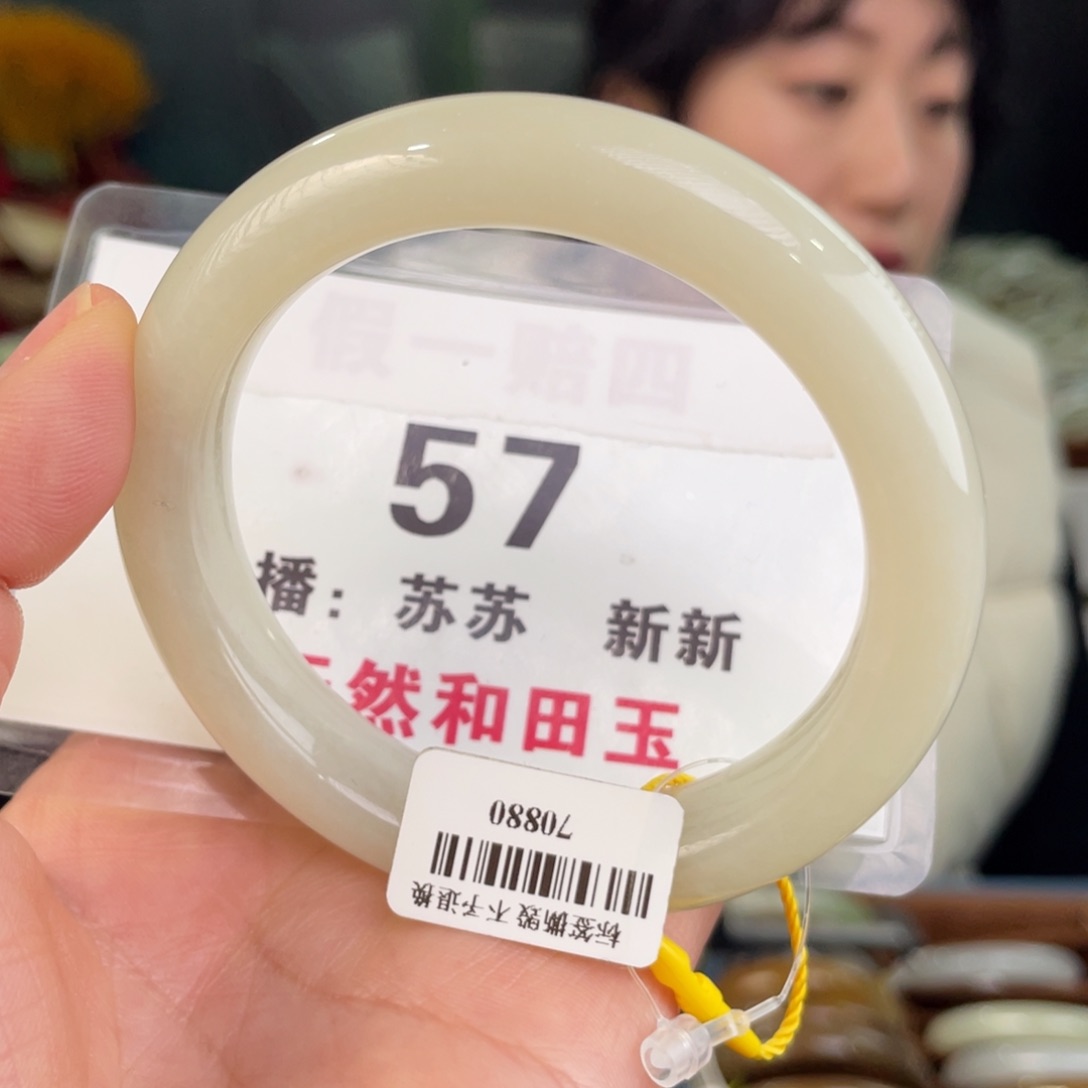 假一赔四
57
播：苏苏 新新
然和田玉
70880
标签撕毁 不予退换